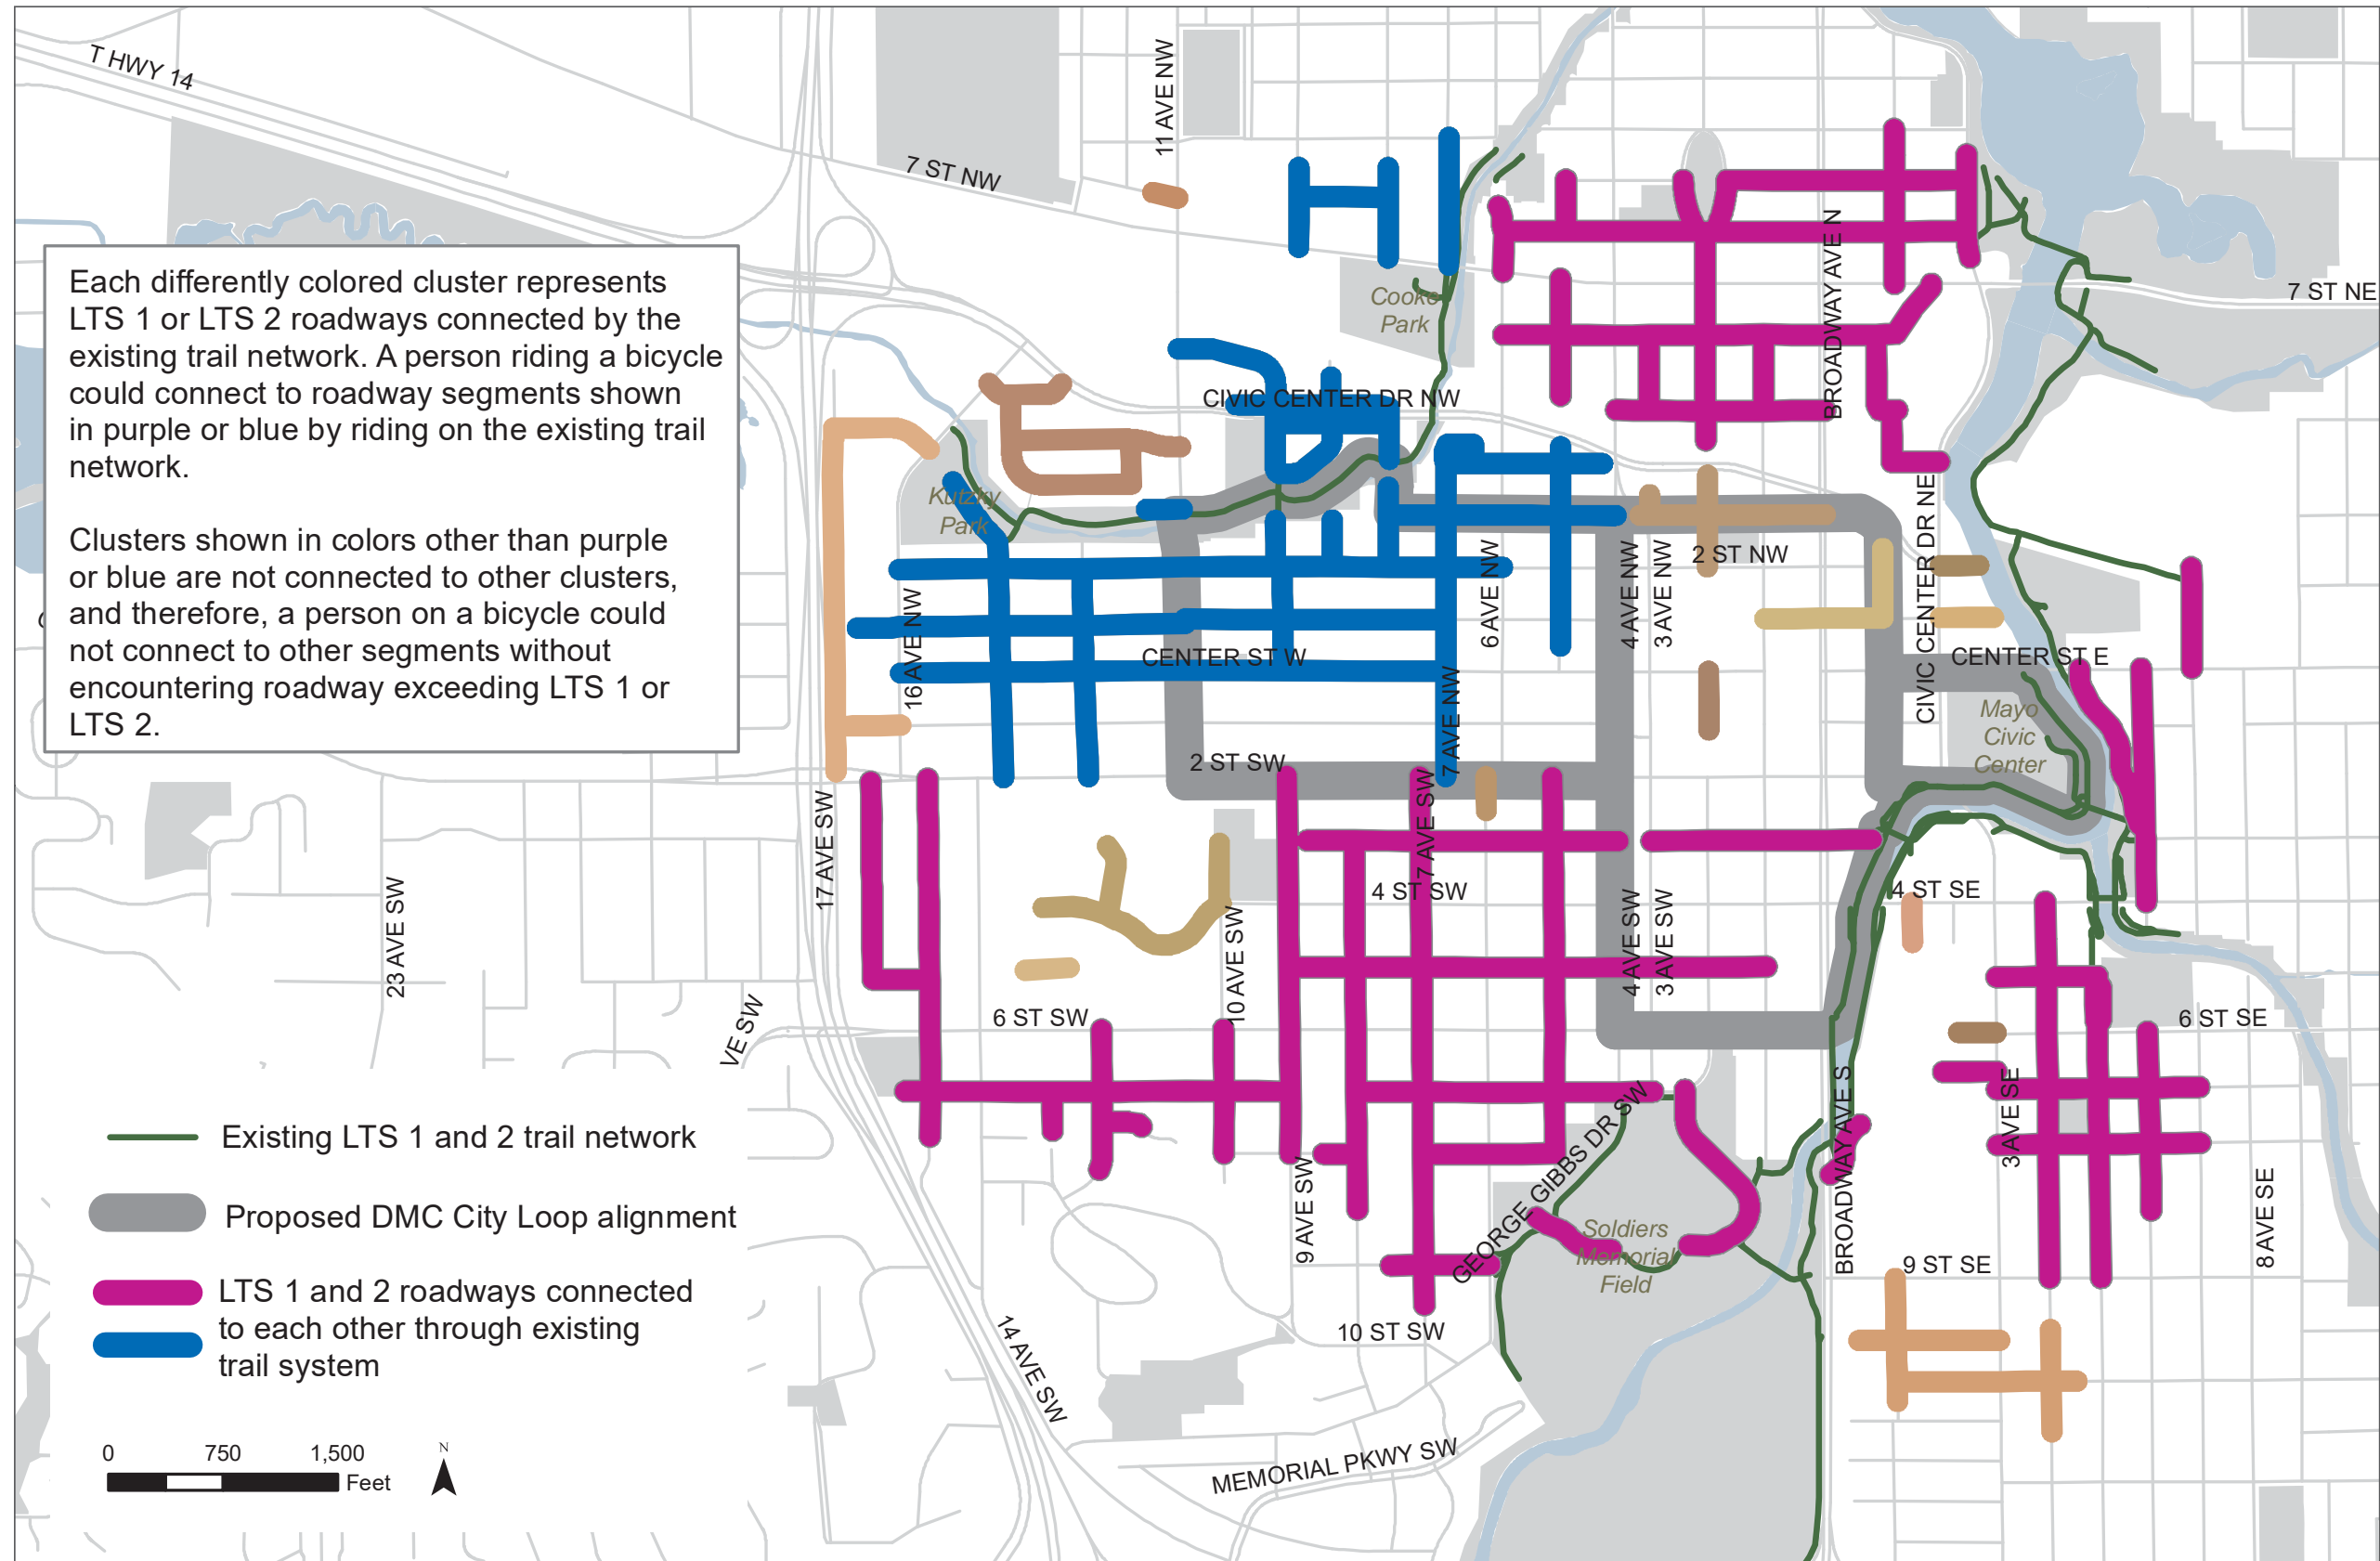 T HWY 14
11 AVE NW
7 ST NW
BROADWAY AVE N
7 ST NE
Each differently colored cluster represents
LTS 1 or LTS 2 roadways connected by the
existing trail network. A person riding a bicycle
could connect to roadway segments shown
in purple or blue by riding on the existing trail
network.
Clusters shown in colors other than purple
or blue are not connected to other clusters,
and therefore, a person on a bicycle could
not connect to other segments without
encountering roadway exceeding LTS 1 or
LTS 2.
Cooke
Park
CIVIC CENTER DR NW
Kutzky
Park
CIVIC CENTER DR NE
2 ST NW
6 AVE NW
4 AVE NW
3 AVE NW
16 AVE NW
CENTER ST W
CENTER ST E
7 AVE NW
Mayo
Civic
Center
2 ST SW
17 AVE SW
7 AVE SW
4 ST SW
4 ST SE
23 AVE SW
10 AVE SW
4 AVE SW
3 AVE SW
VE SW
6 ST SW
6 ST SE
BROADWAY AVE S
3 AVE SE
GEORGE GIBBS DR SW
9 AVE SW
8 AVE SE
Soldiers
Memorial
Field
9 ST SE
10 ST SW
14 AVE SW
MEMORIAL PKWY SW
Existing LTS 1 and 2 trail network
Proposed DMC City Loop alignment
LTS 1 and 2 roadways connected
to each other through existing
trail system
0 750 1,500
Feet
N